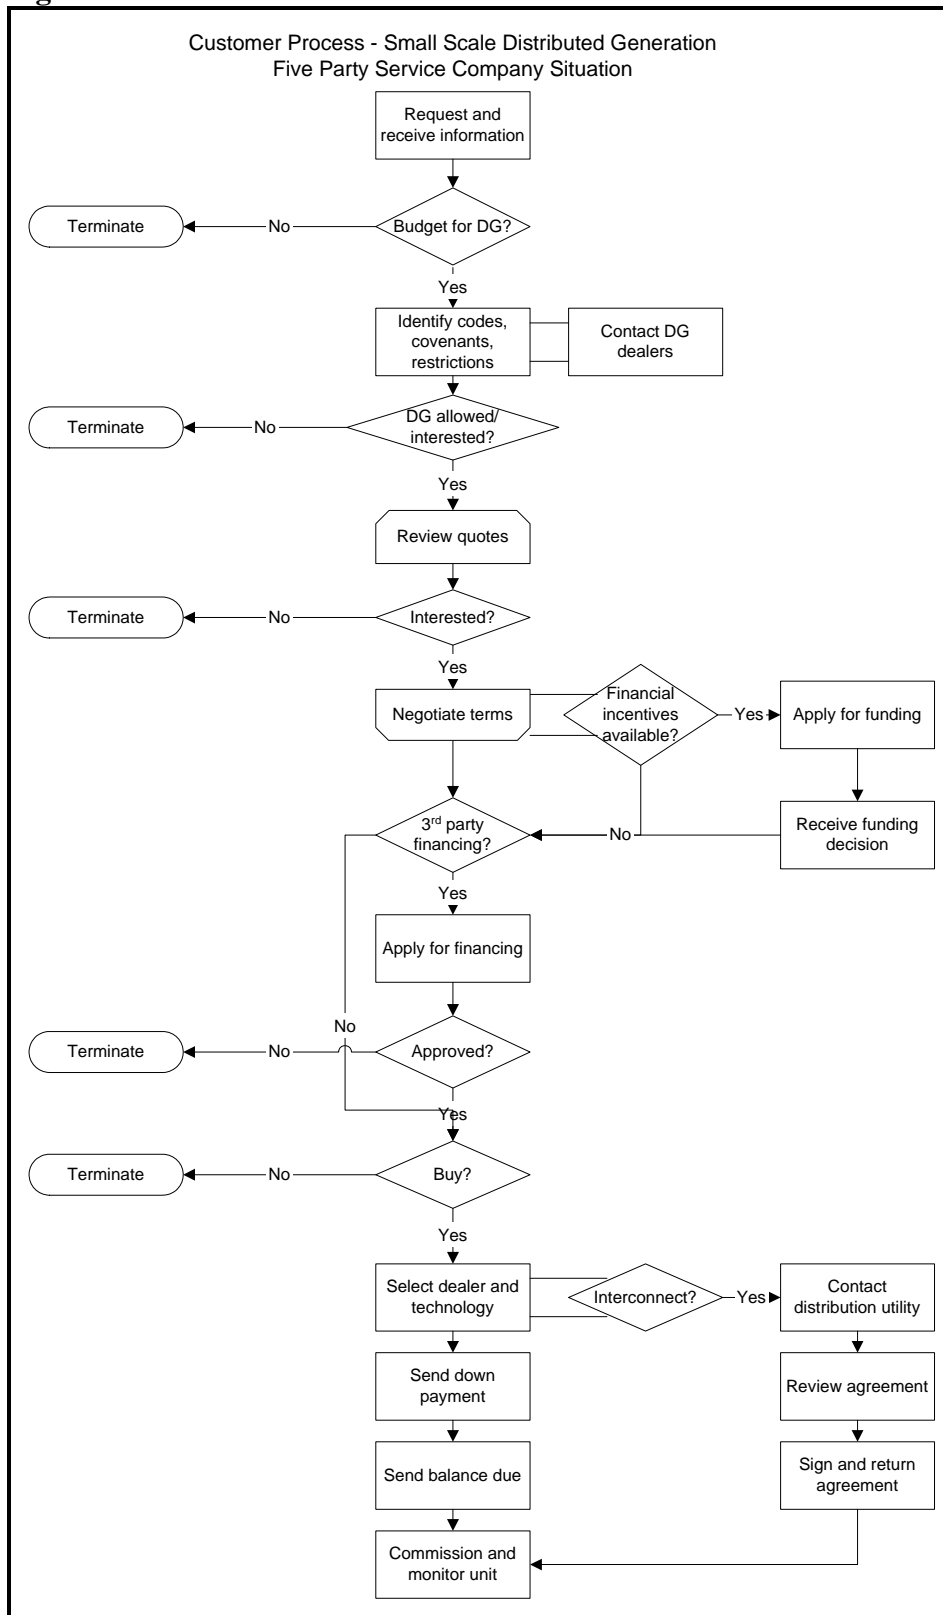 Customer Process - Small Scale Distributed Generation
Five Party Service Company Situation
Request and
receive information
Terminate
No
Budget for DG?
Yes
Identify codes,
covenants,
restrictions
Contact DG
dealers
Terminate
No
DG allowed/
interested?
Yes
Review quotes
Terminate
No
Interested?
Yes
Negotiate terms
Financial
incentives
available?
Yes
Apply for funding
3rd party
financing?
No
Receive funding
decision
Yes
Apply for financing
No
Terminate
No
Approved?
Yes
Terminate
No
Buy?
Yes
Select dealer and
technology
Interconnect?
Yes
Contact
distribution utility
Send down
payment
Review agreement
Send balance due
Sign and return
agreement
Commission and
monitor unit